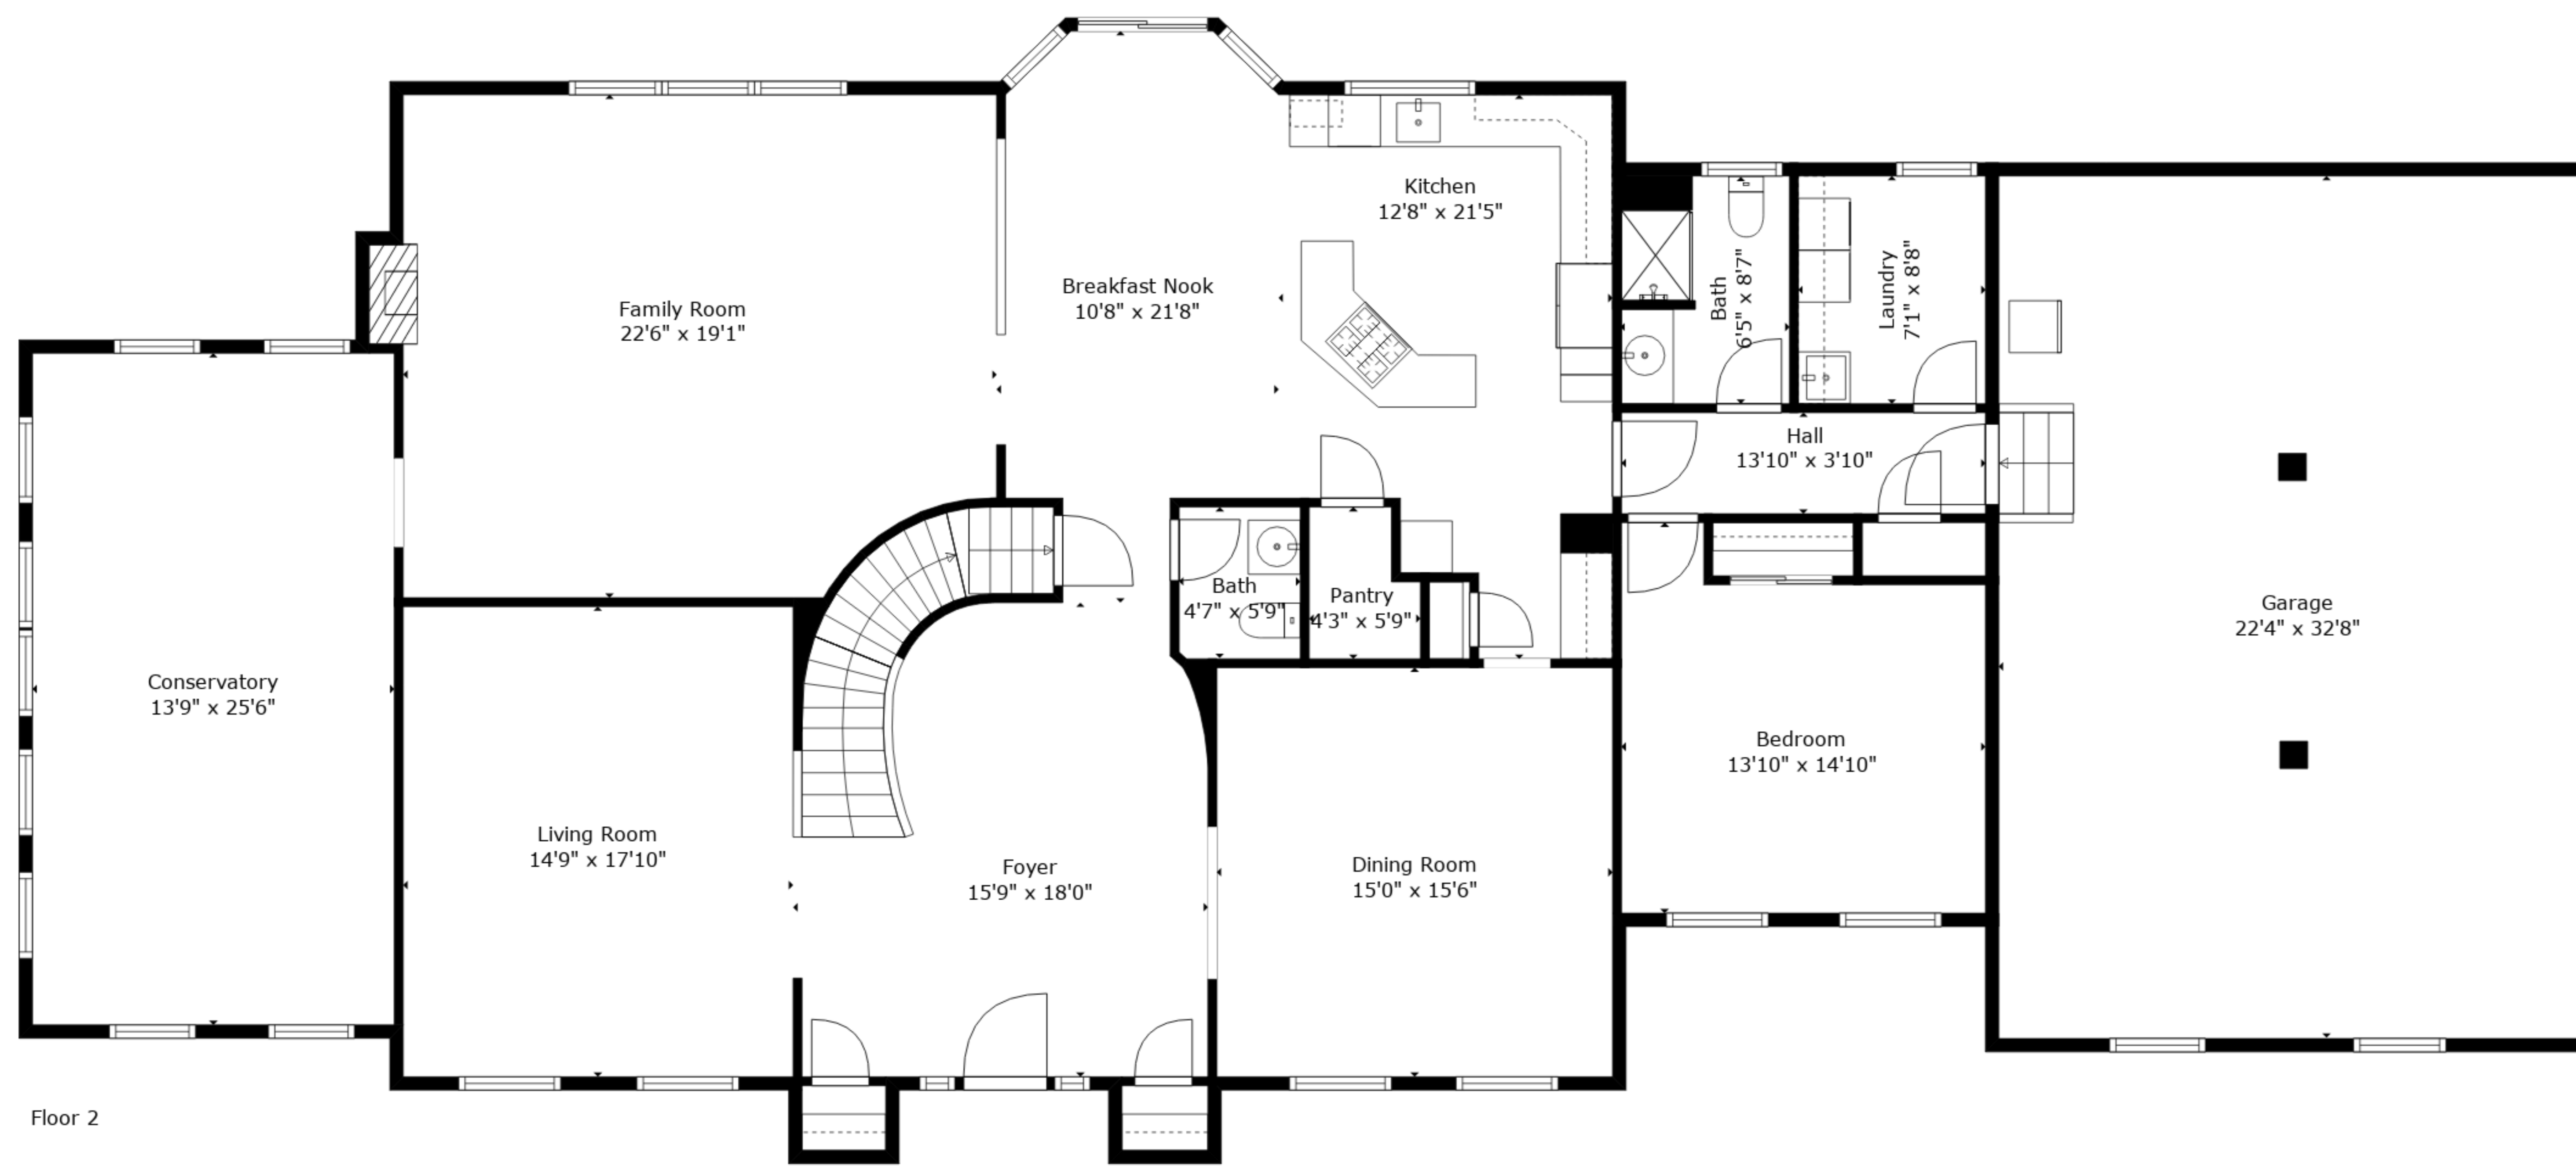 Kitchen
12'8" x 21'5"
Breakfast Nook
10'8" x 21'8"
Family Room
22'6" x 19'1"
Bath
6'5" x 8'7"
Laundry
7'1" x 8'8"
Hall
13'10" x 3'10"
Bath
4'7" x 5'9"
Pantry
4'3" x 5'9"
Garage
22'4" x 32'8"
Conservatory
13'9" x 25'6"
Bedroom
13'10" x 14'10"
Living Room
14'9" x 17'10"
Foyer
15'9" x 18'0"
Dining Room
15'0" x 15'6"
Floor 2